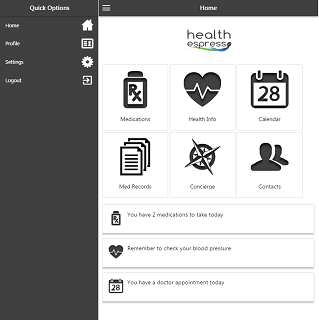 Quick Options
Home
Profile
Settings
Logout
Home
health
espresso
Medications
Health Info
28
Calendar
Med Records
Concierge
Contacts
Rx
You have 2 medications to take today
Remember to check your blood pressure
28
You have a doctor appointment today